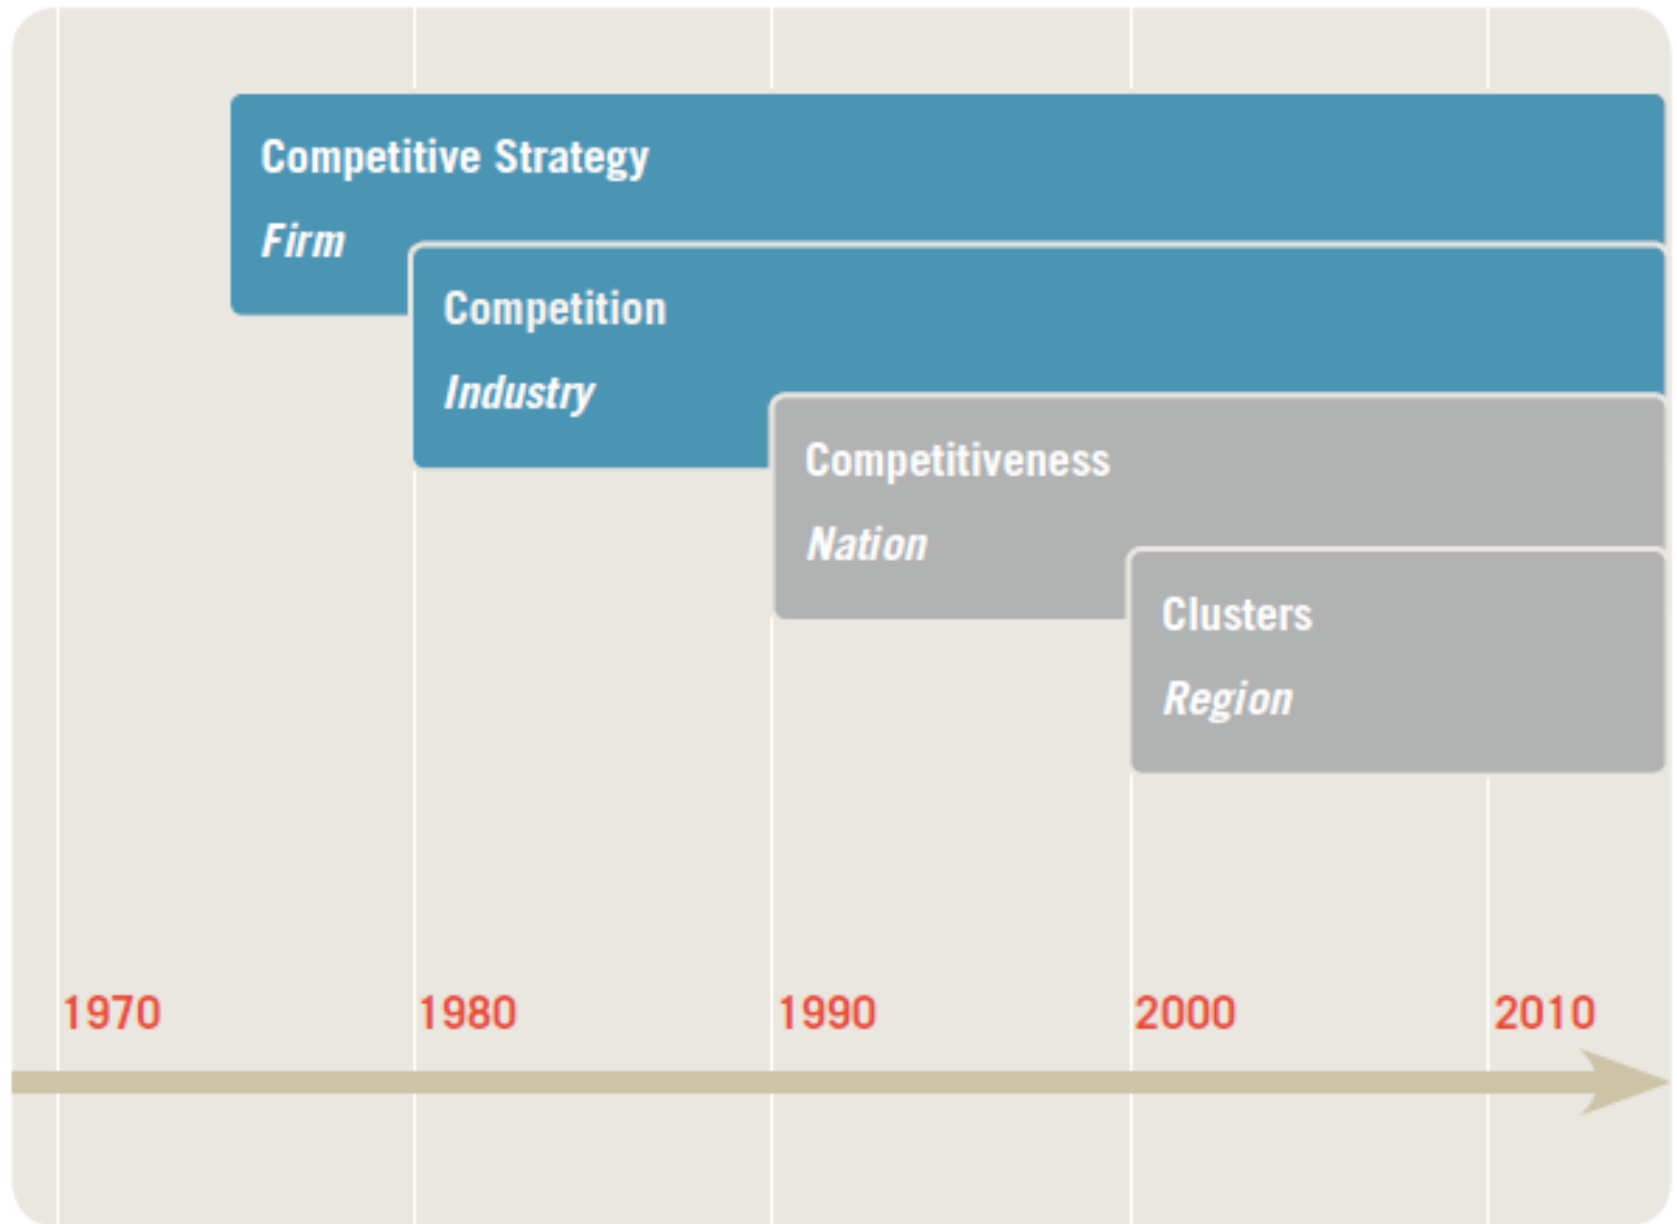 Competitive Strategy
Firm
Competition
Industry
Competitiveness
Nation
Clusters
Region
1970 1980 1990 2000 2010